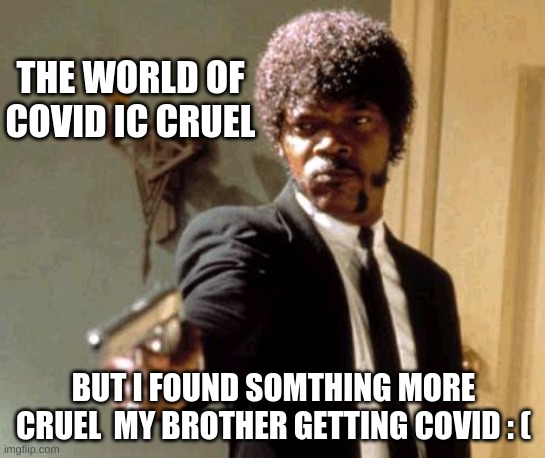 THE WORLD OF
COVID IC CRUEL
BUT I FOUND SOMTHING MORE
CRUEL MY BROTHER GETTING COVID : (
imgflip.com